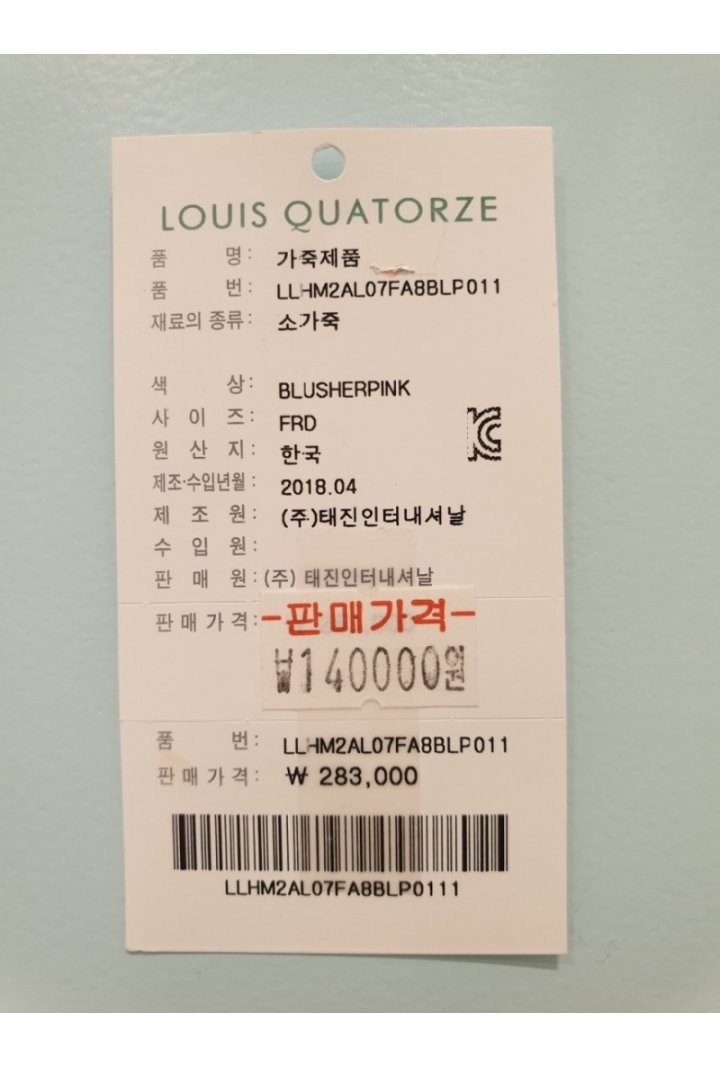 LOUIS QUATORZE
품 명: 가죽제품
품 번: LLHM2AL07FA8BLP011
재료의 종류: 소가죽
색 상: BLUSHERPINK
사 이 즈: FRD
원 산 지: 한국
제조·수입년월: 2018.04
제 조 원: (주)태진인터내셔날
수 입 원:
판 매 원: (주) 태진인터내셔날
판 매 가 격: -판매가격-
140000원
품 번: LLHM2AL07FA8BLP011
판 매 가 격: ₩ 283,000
LLHM2AL07FA8BLP0111